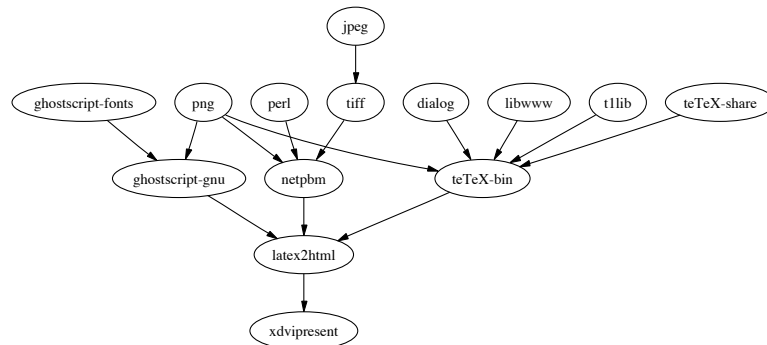 jpeg
ghostscript-fonts png perl tiff dialog libwww t1lib teTeX-share
ghostscript-gnu netpbm teTeX-bin
latex2html
xdvipresent